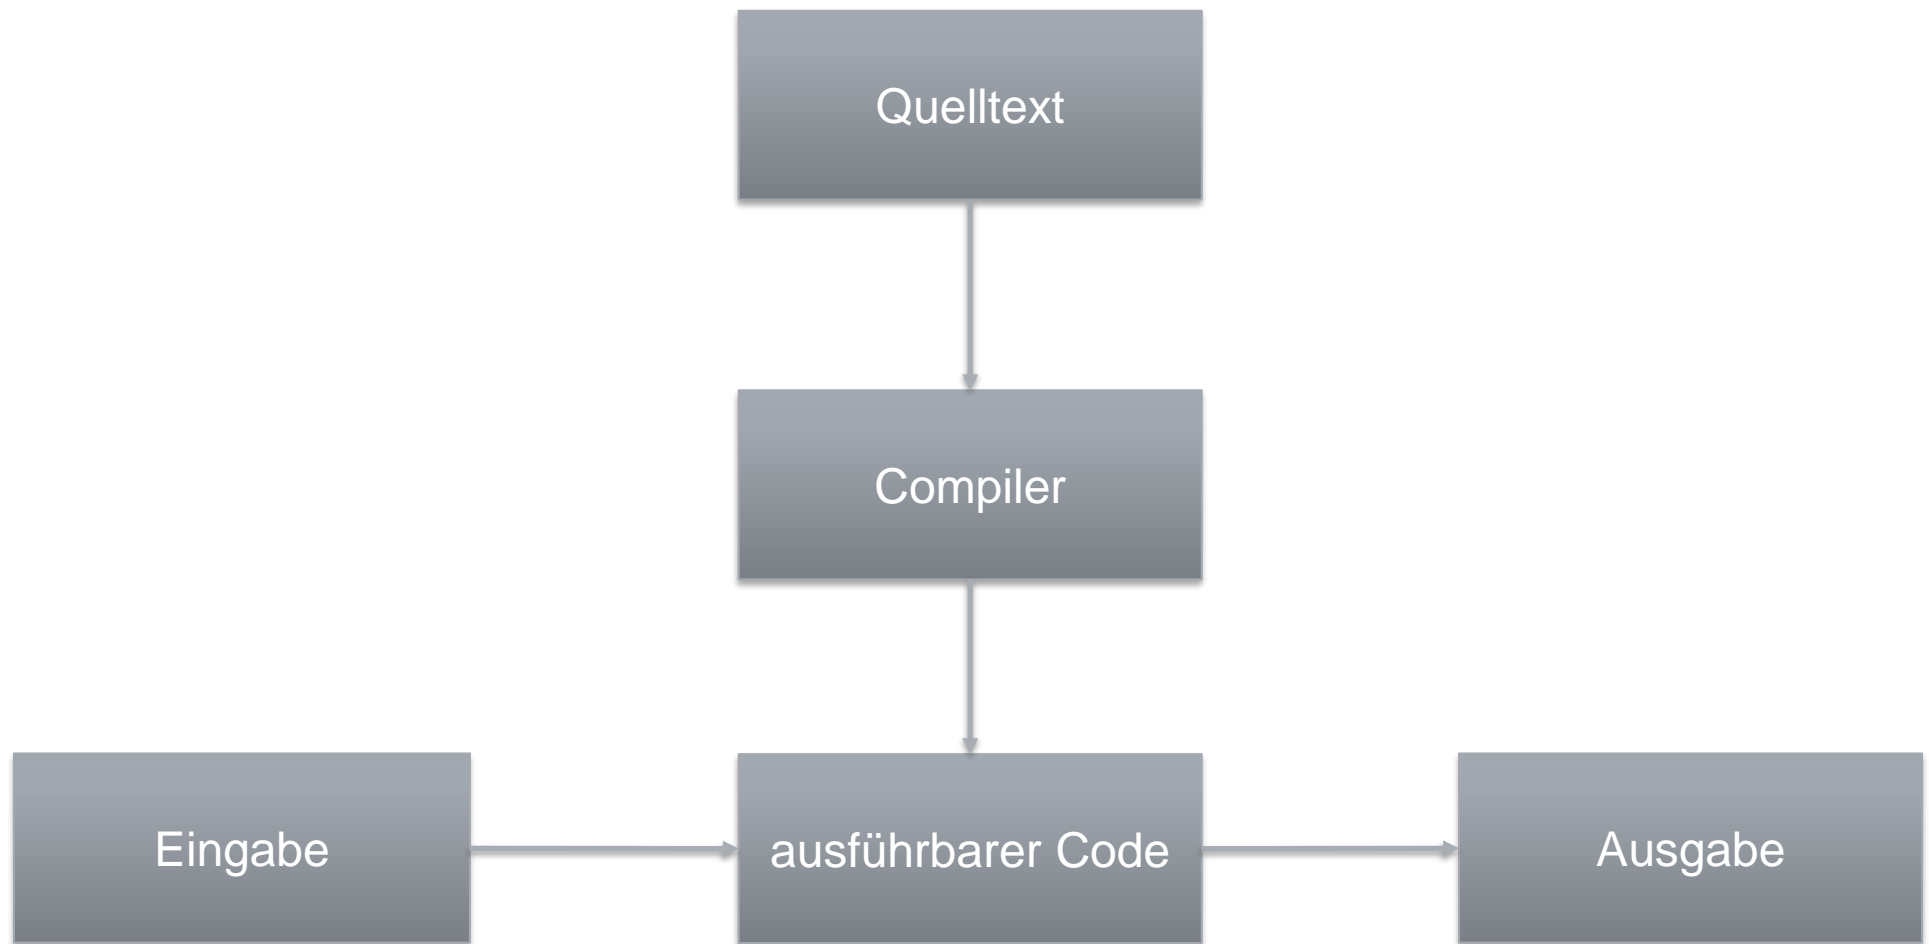 Quelltext
Compiler
Eingabe
ausführbarer Code
Ausgabe